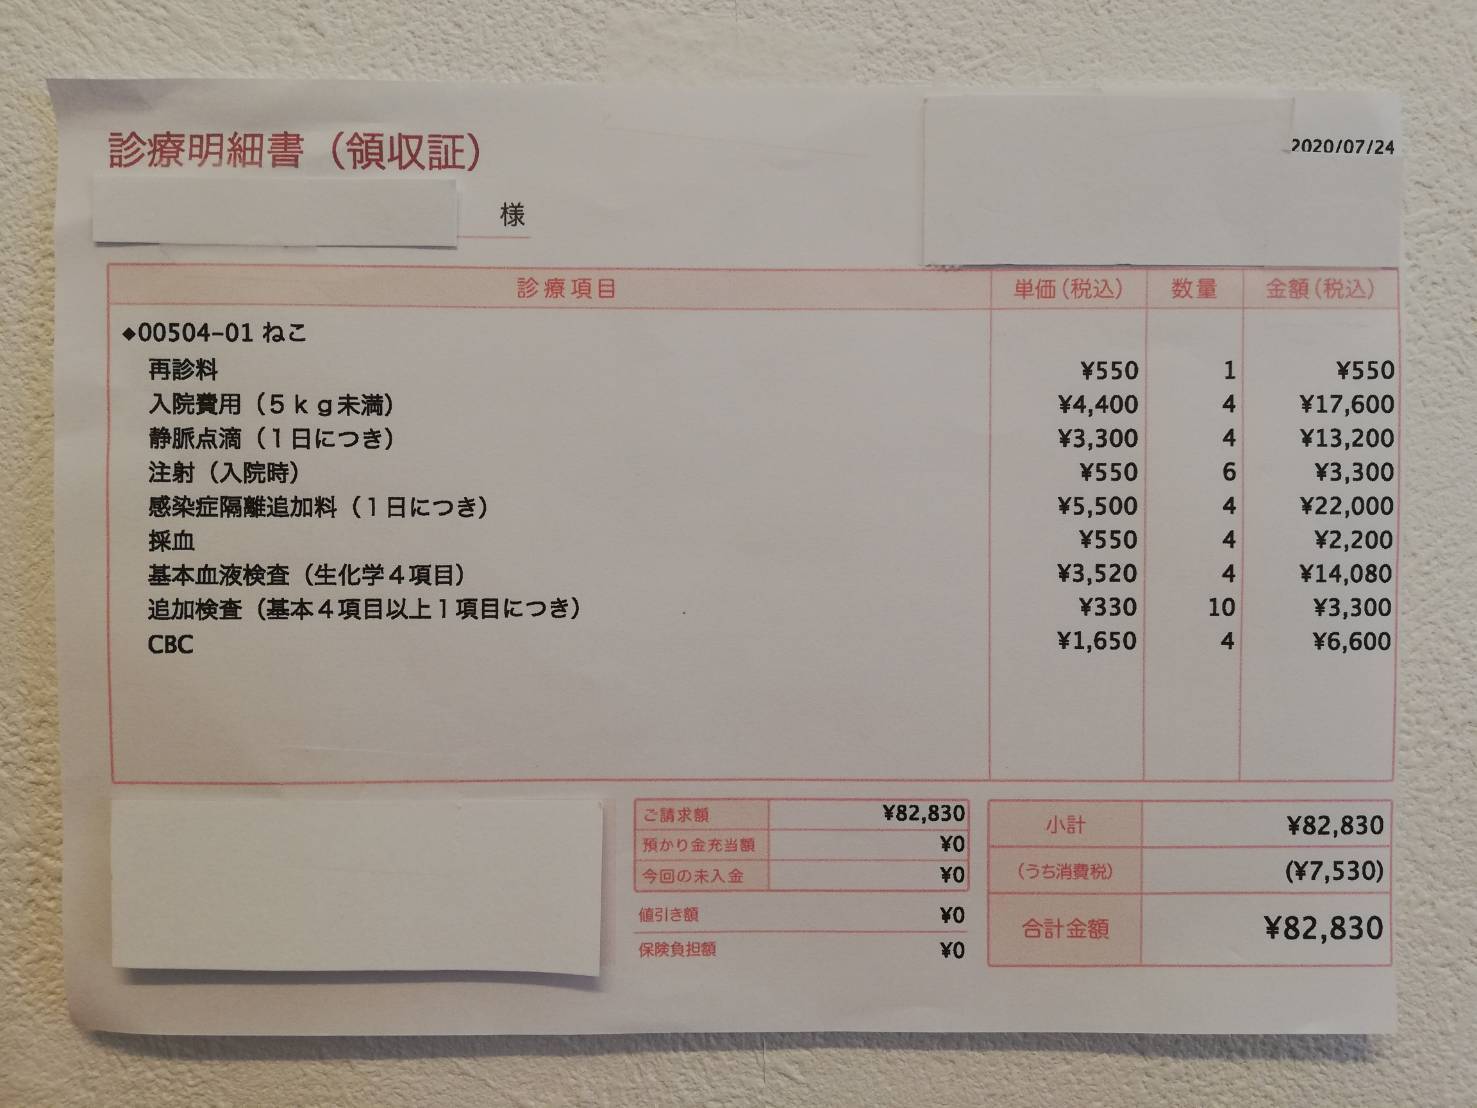 診療明細書（領収証）
2020/07/24
様
診療項目 単価（税込） 数量 金額（税込）
◆00504-01 ねこ
再診料 ¥550 1 ¥550
入院費用（５ｋｇ未満） ¥4,400 4 ¥17,600
静脈点滴（１日につき） ¥3,300 4 ¥13,200
注射（入院時） ¥550 6 ¥3,300
感染症隔離追加料（１日につき） ¥5,500 4 ¥22,000
採血 ¥550 4 ¥2,200
基本血液検査（生化学４項目） ¥3,520 4 ¥14,080
追加検査（基本４項目以上１項目につき） ¥330 10 ¥3,300
CBC ¥1,650 4 ¥6,600
ご請求額 ¥82,830
預かり金充当額 ¥0
今回の未入金 ¥0
値引き額 ¥0
保険負担額 ¥0
小計 ¥82,830
（うち消費税） (¥7,530)
合計金額 ¥82,830